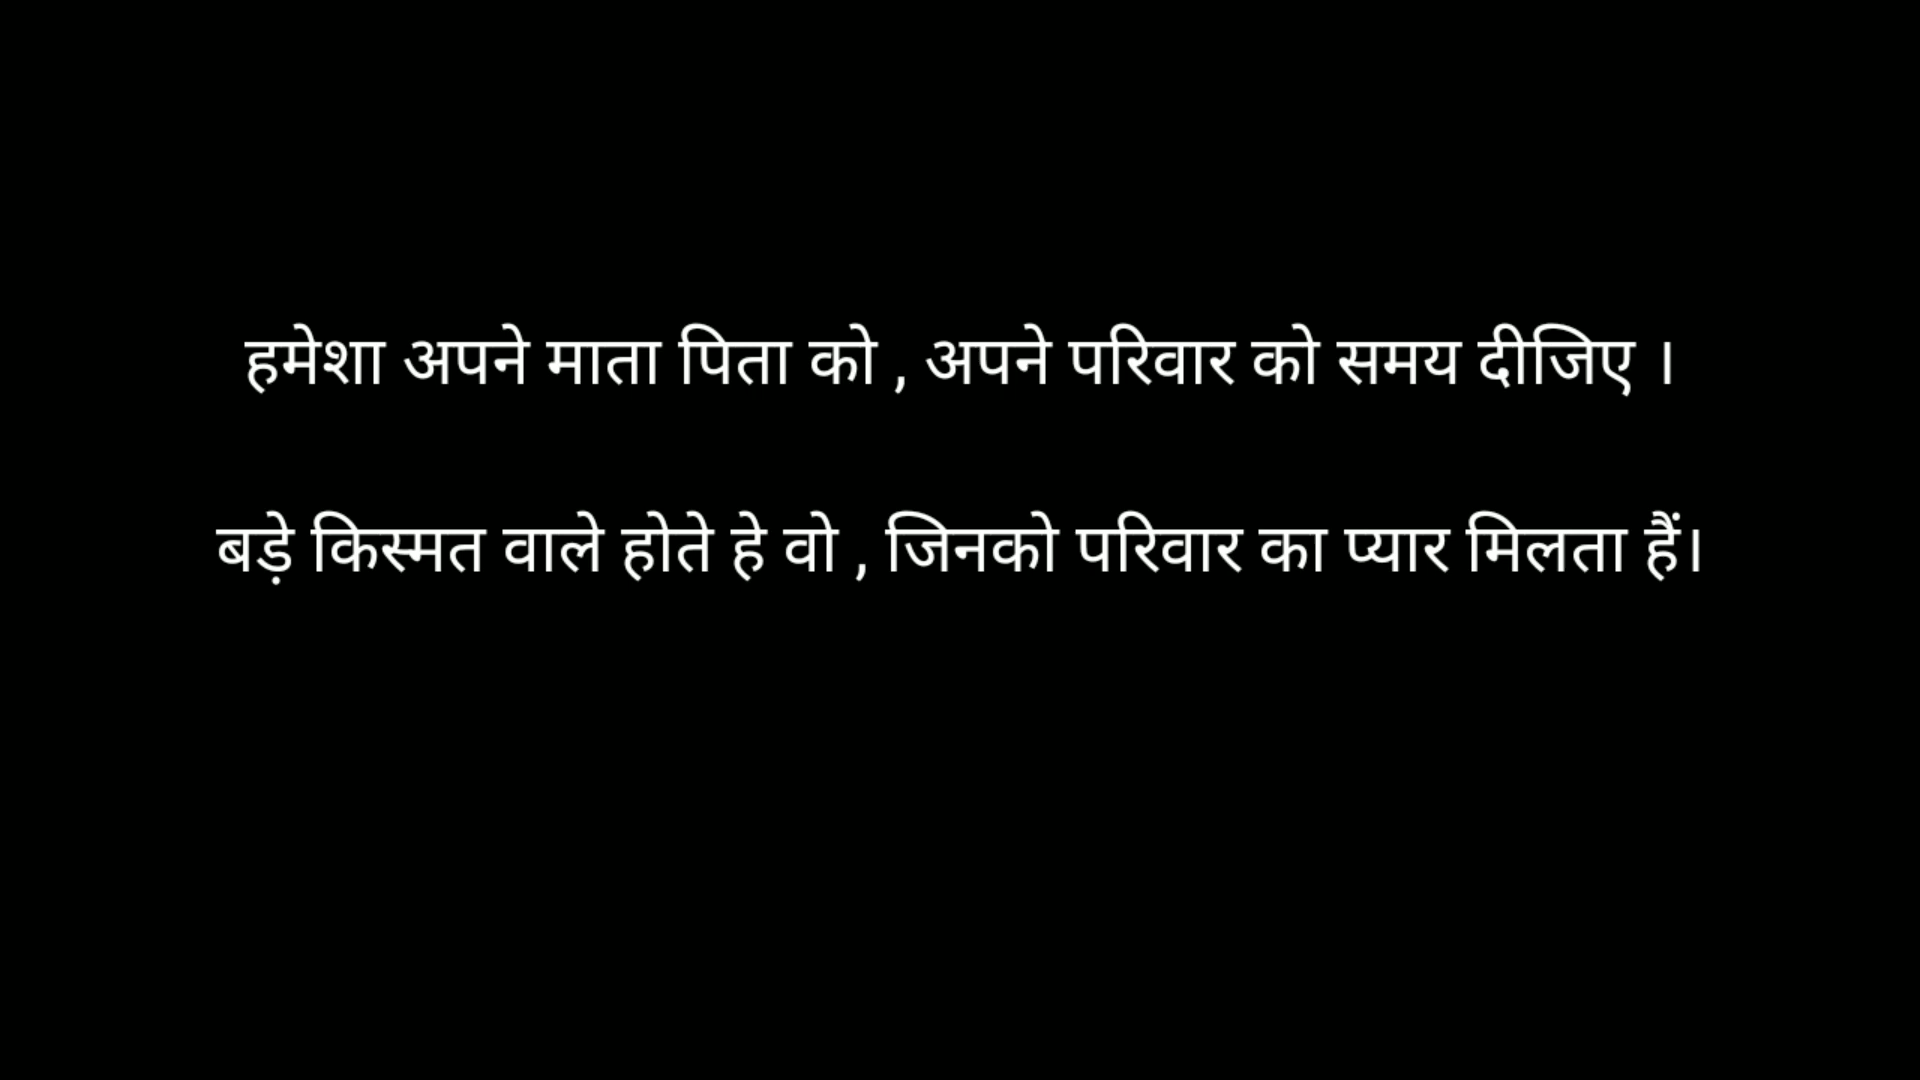 हमेशा अपने माता पिता को , अपने परिवार को समय दीजिए ।
बड़े किस्मत वाले होते हे वो , जिनको परिवार का प्यार मिलता हैं।